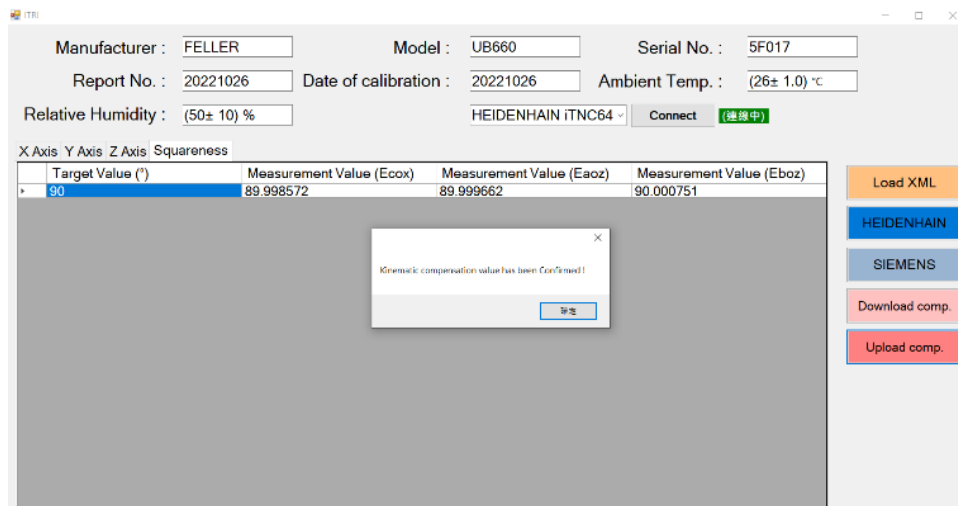 ITRI
Manufacturer : FELLER Model : UB660 Serial No. : 5F017
Report No. : 20221026 Date of calibration : 20221026 Ambient Temp. : (26± 1.0) ℃
Relative Humidity : (50± 10) % HEIDENHAIN iTNC64 Connect (連線中)
X Axis Y Axis Z Axis Squareness
Target Value (°) Measurement Value (Ecox) Measurement Value (Eaoz) Measurement Value (Eboz)
90 89.998572 89.999662 90.000751
Load XML
HEIDENHAIN
SIEMENS
Download comp.
Upload comp.
Kinematic compensation value has been Confirmed !
確定